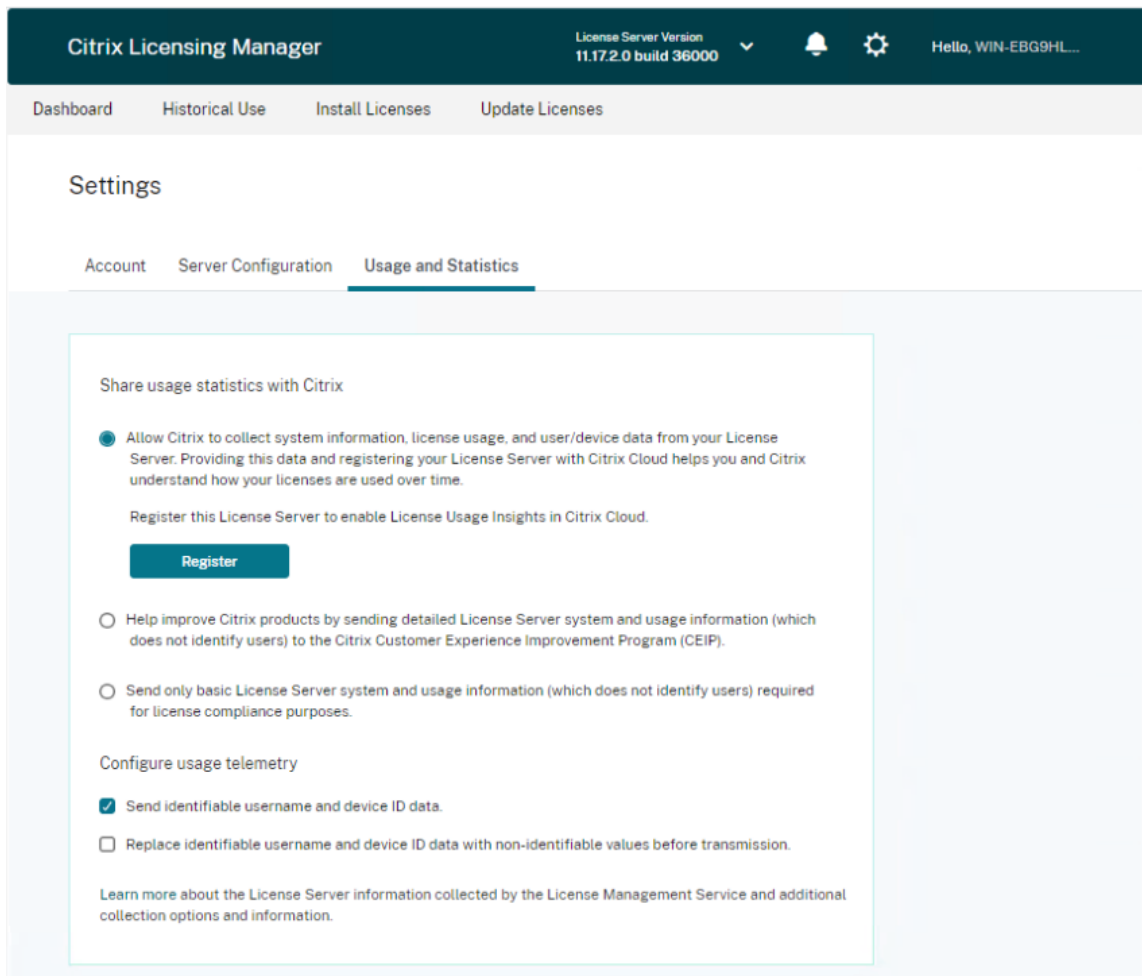 Citrix Licensing Manager
License Server Version
11.17.2.0 build 36000
Hello, WIN-EBG9HL...
Dashboard
Historical Use
Install Licenses
Update Licenses
Settings
Account
Server Configuration
Usage and Statistics
Share usage statistics with Citrix
Allow Citrix to collect system information, license usage, and user/device data from your License
Server. Providing this data and registering your License Server with Citrix Cloud helps you and Citrix
understand how your licenses are used over time.
Register this License Server to enable License Usage Insights in Citrix Cloud.
Register
Help improve Citrix products by sending detailed License Server system and usage information (which
does not identify users) to the Citrix Customer Experience Improvement Program (CEIP).
Send only basic License Server system and usage information (which does not identify users) required
for license compliance purposes.
Configure usage telemetry
Send identifiable username and device ID data.
Replace identifiable username and device ID data with non-identifiable values before transmission.
Learn more about the License Server information collected by the License Management Service and additional
collection options and information.